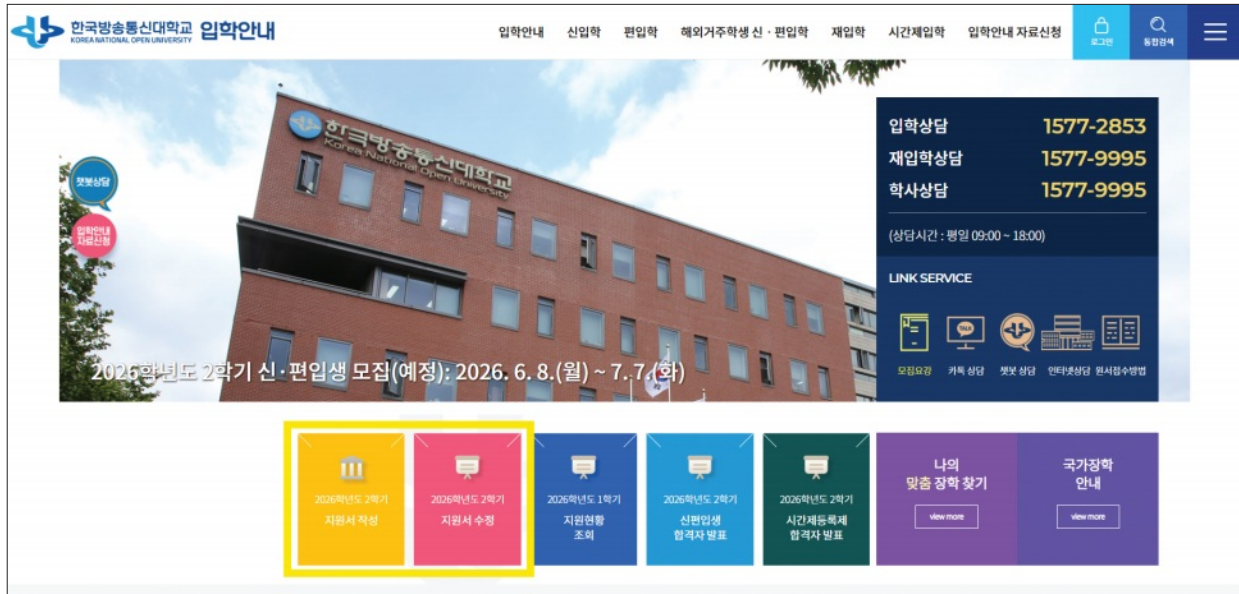 한국방송통신대학교 입학안내
KOREA NATIONAL OPEN UNIVERSITY
입학안내 신입학 편입학 해외거주학생 신 · 편입학 재입학 시간제입학 입학안내 자료신청
로그인
통합검색
한국방송통신대학교
Korea National Open University
챗봇상담
입학안내
자료신청
입학상담 1577-2853
재입학상담 1577-9995
학사상담 1577-9995
(상담시간 : 평일 09:00 ~ 18:00)
LINK SERVICE
TALK
모집요강 카톡 상담 챗봇 상담 인터넷상담 원서접수방법
2026학년도 2학기 신·편입생 모집(예정): 2026. 6. 8.(월) ~ 7. 7.(화)
2026학년도 2학기
지원서 작성
2026학년도 2학기
지원서 수정
2026학년도 1학기
지원현황
조회
2026학년도 2학기
신편입생
합격자 발표
2026학년도 2학기
시간제등록제
합격자 발표
나의
맞춤 장학 찾기
view more
국가장학
안내
view more